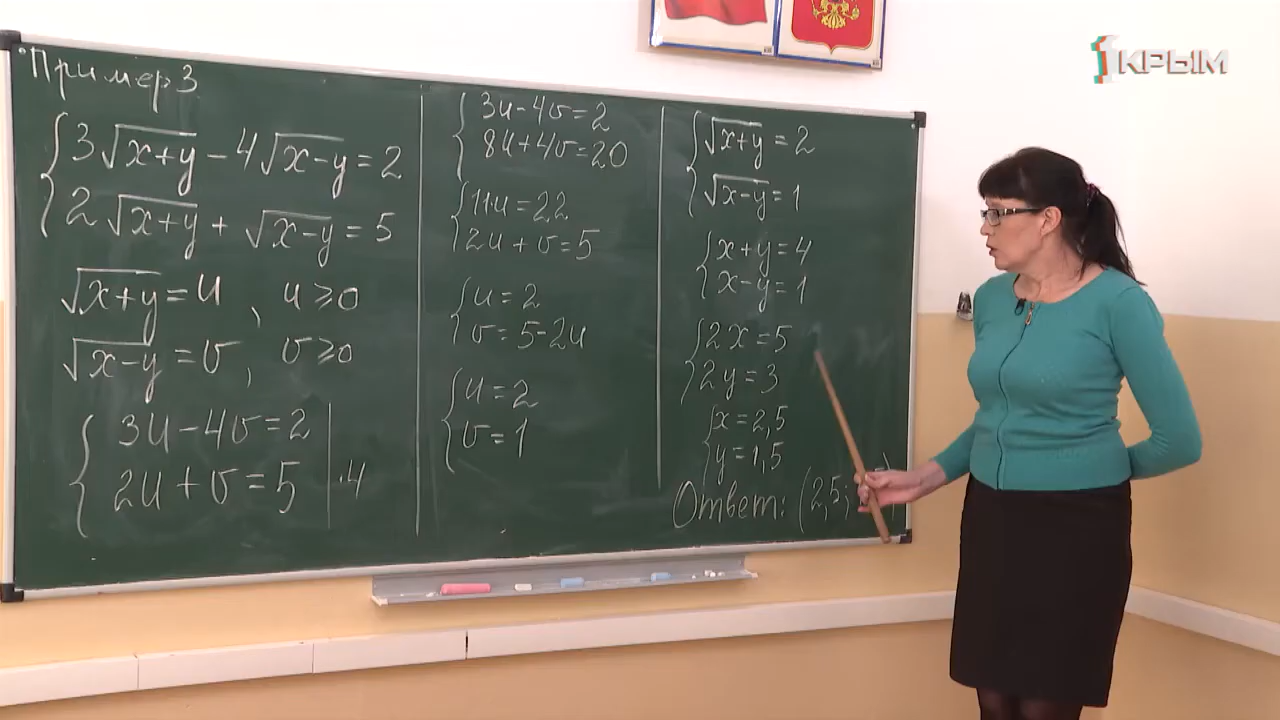 Пример 3
3√(x+y) − 4√(x−y) = 2
2√(x+y) + √(x−y) = 5
√(x+y) = u, u ≥ 0
√(x−y) = v, v ≥ 0
3u − 4v = 2
2u + v = 5 | ·4
3u − 4v = 2
8u + 4v = 20
11u = 22
2u + v = 5
u = 2
v = 5 − 2u
u = 2
v = 1
√(x+y) = 2
√(x−y) = 1
x + y = 4
x − y = 1
2x = 5
2y = 3
x = 2,5
y = 1,5
Ответ: (2,5;
1 КРЫМ